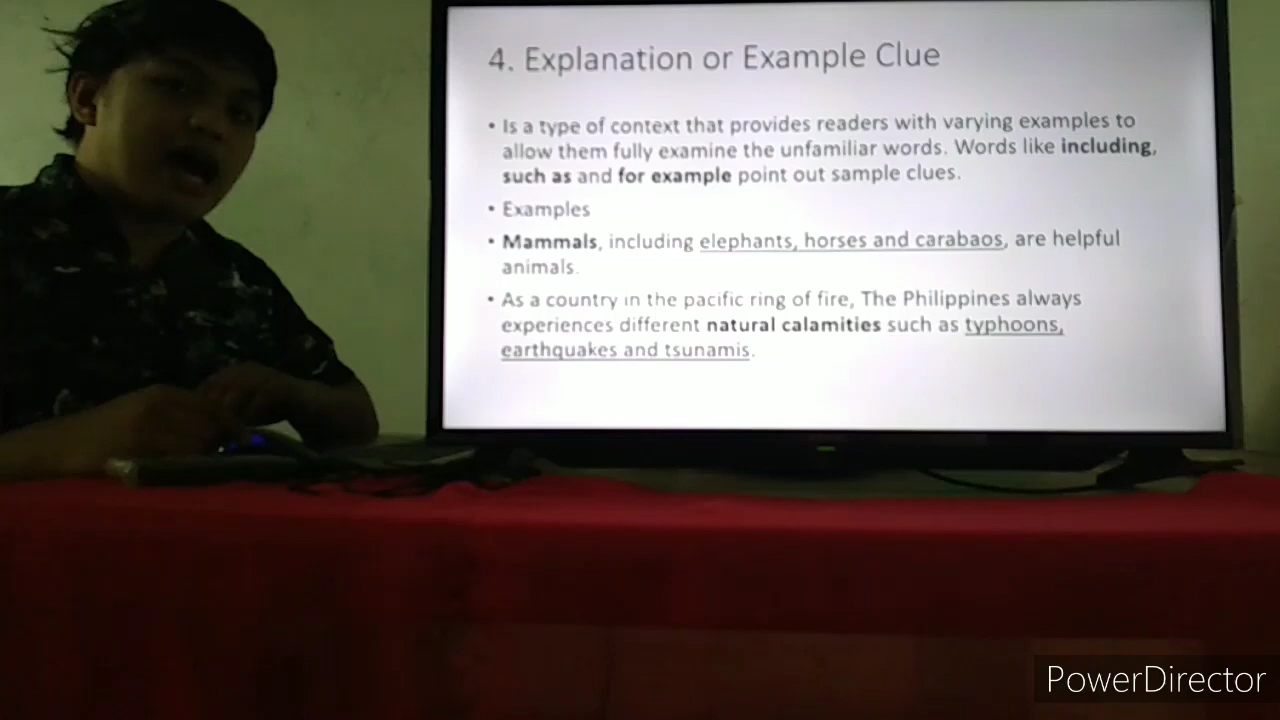 4. Explanation or Example Clue
• Is a type of context that provides readers with varying examples to
allow them fully examine the unfamiliar words. Words like including,
such as and for example point out sample clues.
• Examples
• Mammals, including elephants, horses and carabaos, are helpful
animals.
• As a country in the pacific ring of fire, The Philippines always
experiences different natural calamities such as typhoons,
earthquakes and tsunamis.
PowerDirector